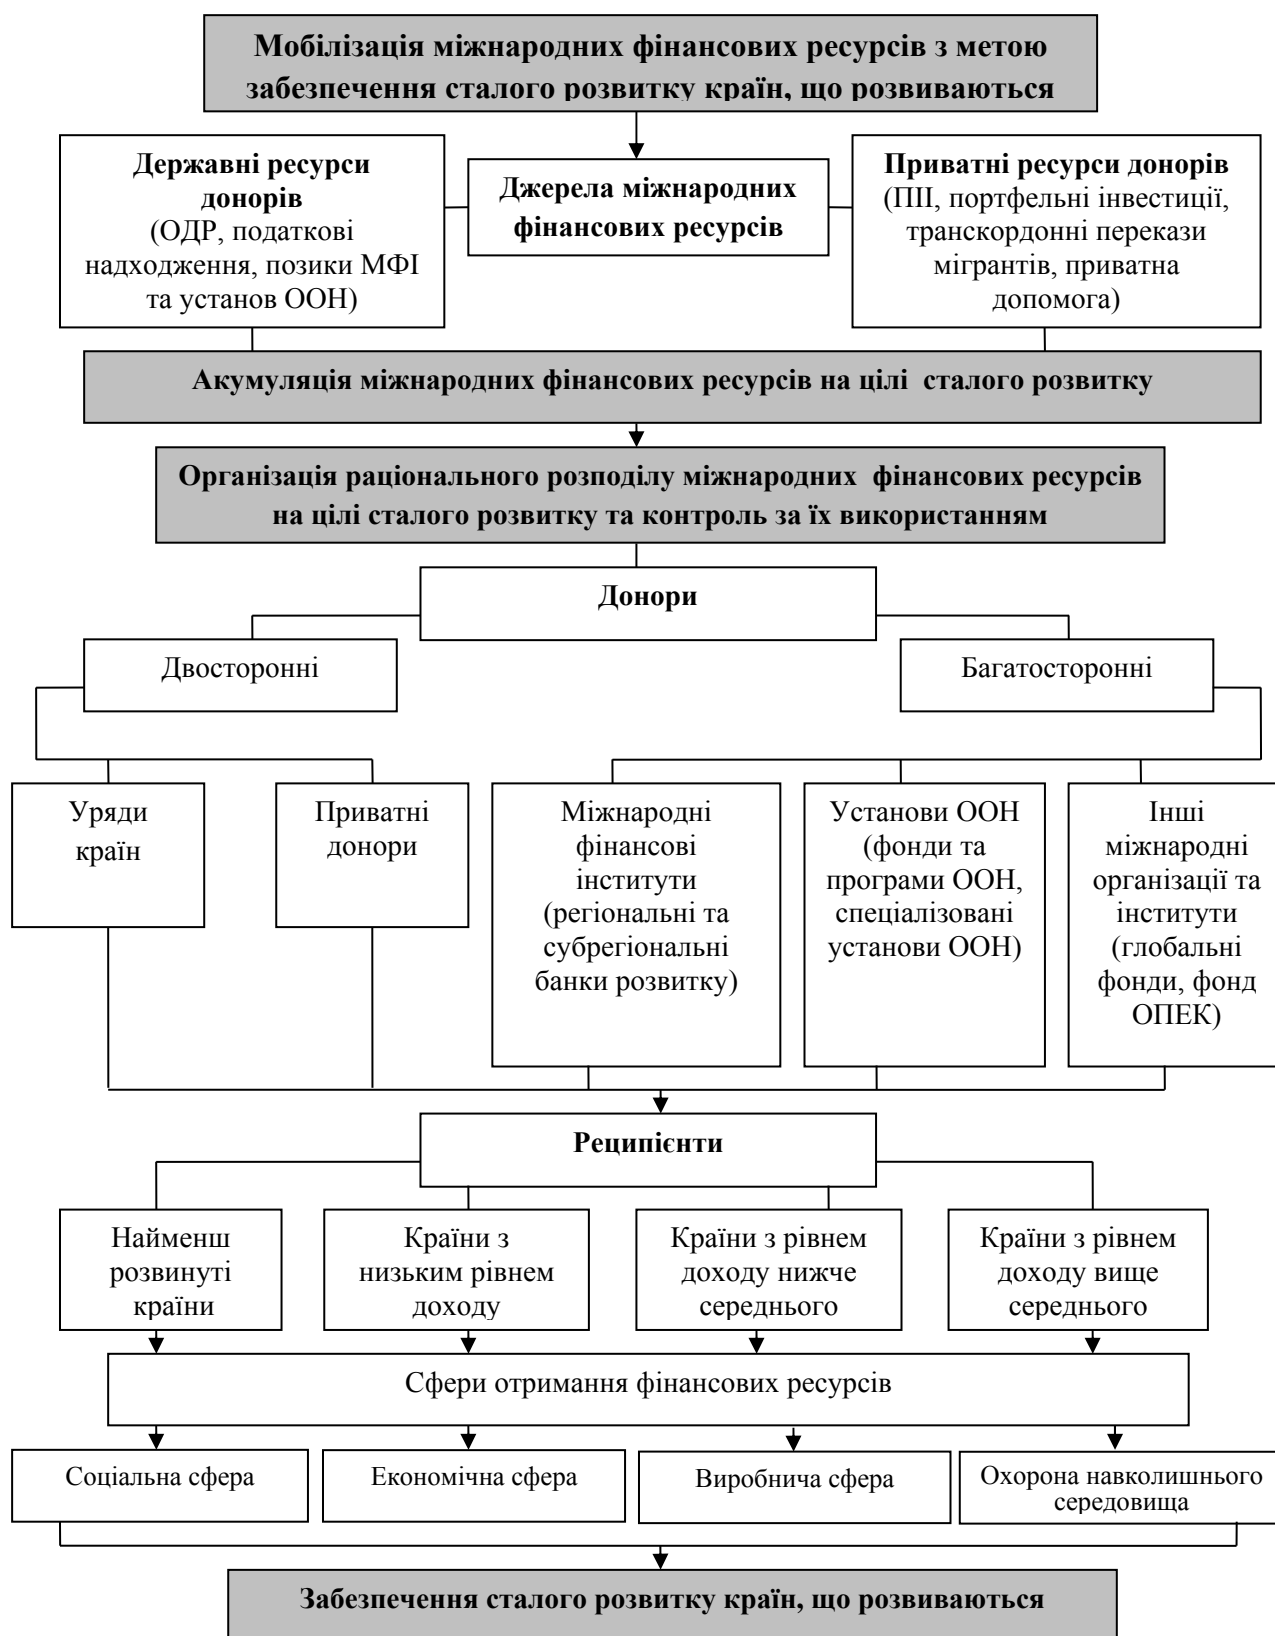 Мобілізація міжнародних фінансових ресурсів з метою
забезпечення сталого розвитку країн, що розвиваються
Державні ресурси
донорів
(ОДР, податкові
надходження, позики МФІ
та установ ООН)
Джерела міжнародних
фінансових ресурсів
Приватні ресурси донорів
(ПІІ, портфельні інвестиції,
транскордонні перекази
мігрантів, приватна
допомога)
Акумуляція міжнародних фінансових ресурсів на цілі сталого розвитку
Організація раціонального розподілу міжнародних фінансових ресурсів
на цілі сталого розвитку та контроль за їх використанням
Донори
Двосторонні
Багатосторонні
Уряди
країн
Приватні
донори
Міжнародні
фінансові
інститути
(регіональні та
субрегіональні
банки розвитку)
Установи ООН
(фонди та
програми ООН,
спеціалізовані
установи ООН)
Інші
міжнародні
організації та
інститути
(глобальні
фонди, фонд
ОПЕК)
Реципієнти
Найменш
розвинуті
країни
Країни з
низьким рівнем
доходу
Країни з рівнем
доходу нижче
середнього
Країни з рівнем
доходу вище
середнього
Сфери отримання фінансових ресурсів
Соціальна сфера
Економічна сфера
Виробнича сфера
Охорона навколишнього
середовища
Забезпечення сталого розвитку країн, що розвиваються